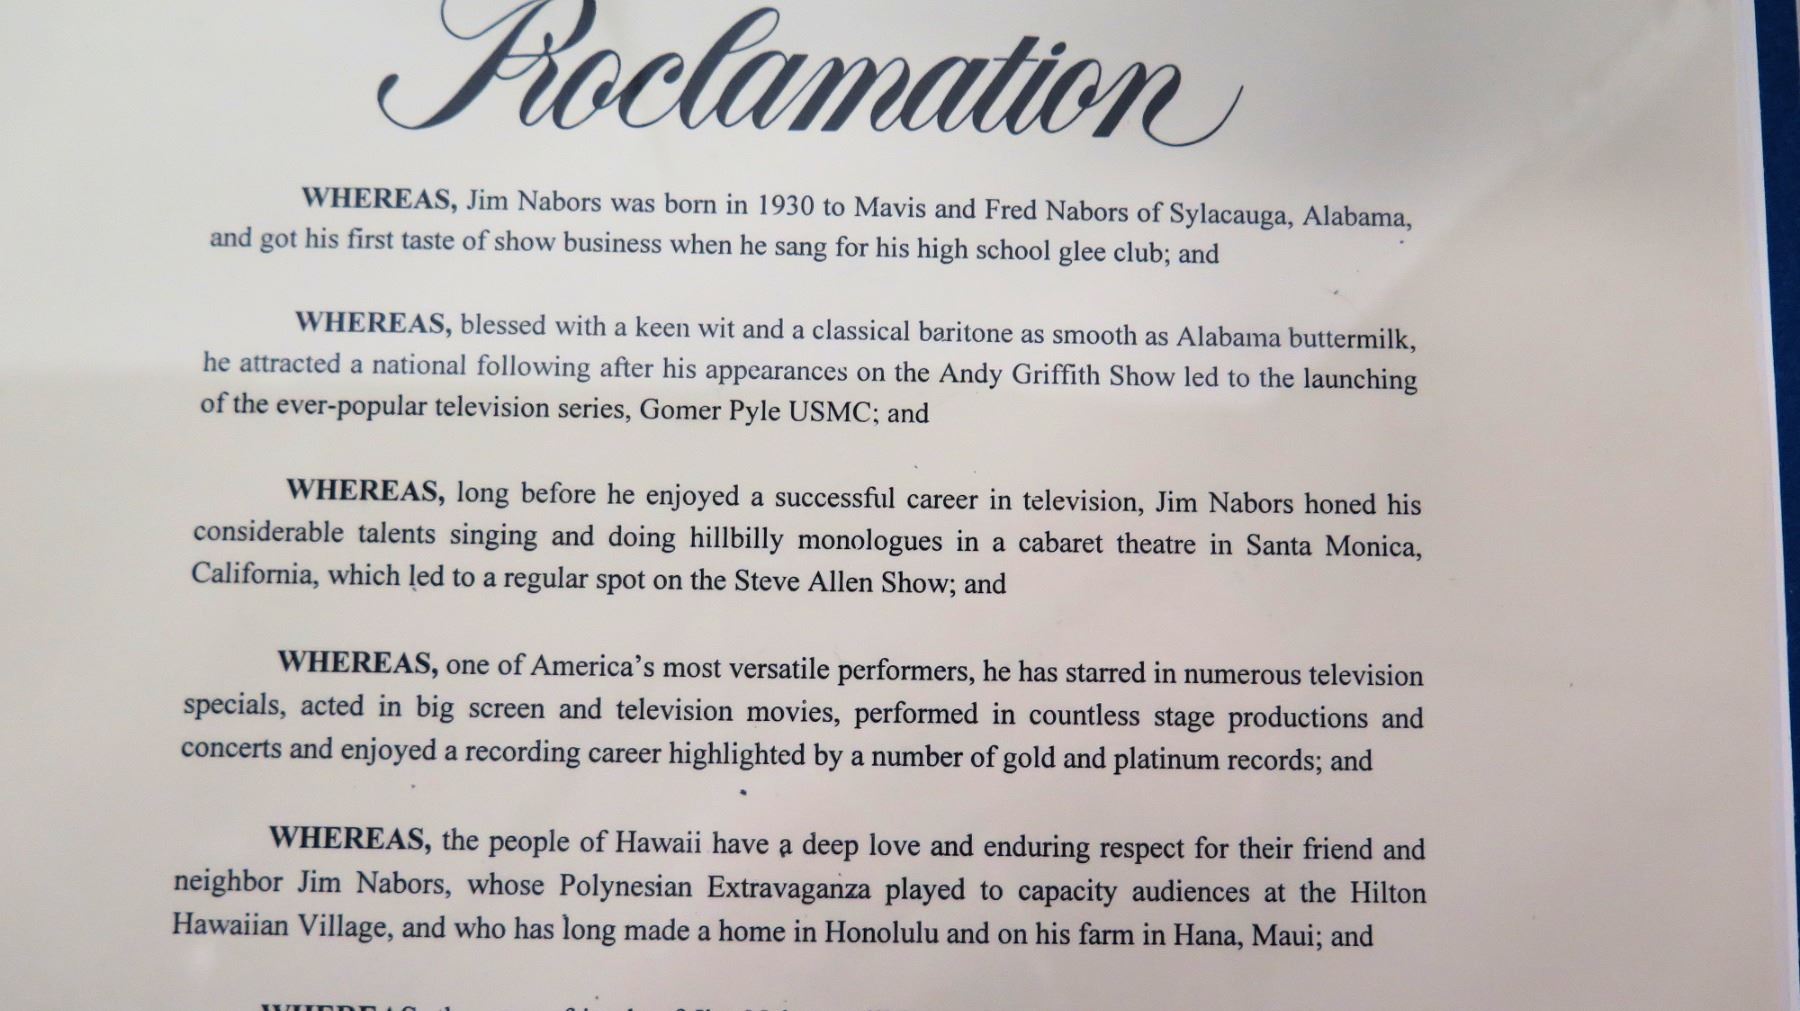 Proclamation
WHEREAS, Jim Nabors was born in 1930 to Mavis and Fred Nabors of Sylacauga, Alabama,
and got his first taste of show business when he sang for his high school glee club; and
WHEREAS, blessed with a keen wit and a classical baritone as smooth as Alabama buttermilk,
he attracted a national following after his appearances on the Andy Griffith Show led to the launching
of the ever-popular television series, Gomer Pyle USMC; and
WHEREAS, long before he enjoyed a successful career in television, Jim Nabors honed his
considerable talents singing and doing hillbilly monologues in a cabaret theatre in Santa Monica,
California, which led to a regular spot on the Steve Allen Show; and
WHEREAS, one of America's most versatile performers, he has starred in numerous television
specials, acted in big screen and television movies, performed in countless stage productions and
concerts and enjoyed a recording career highlighted by a number of gold and platinum records; and
WHEREAS, the people of Hawaii have a deep love and enduring respect for their friend and
neighbor Jim Nabors, whose Polynesian Extravaganza played to capacity audiences at the Hilton
Hawaiian Village, and who has long made a home in Honolulu and on his farm in Hana, Maui; and
WHEREAS,